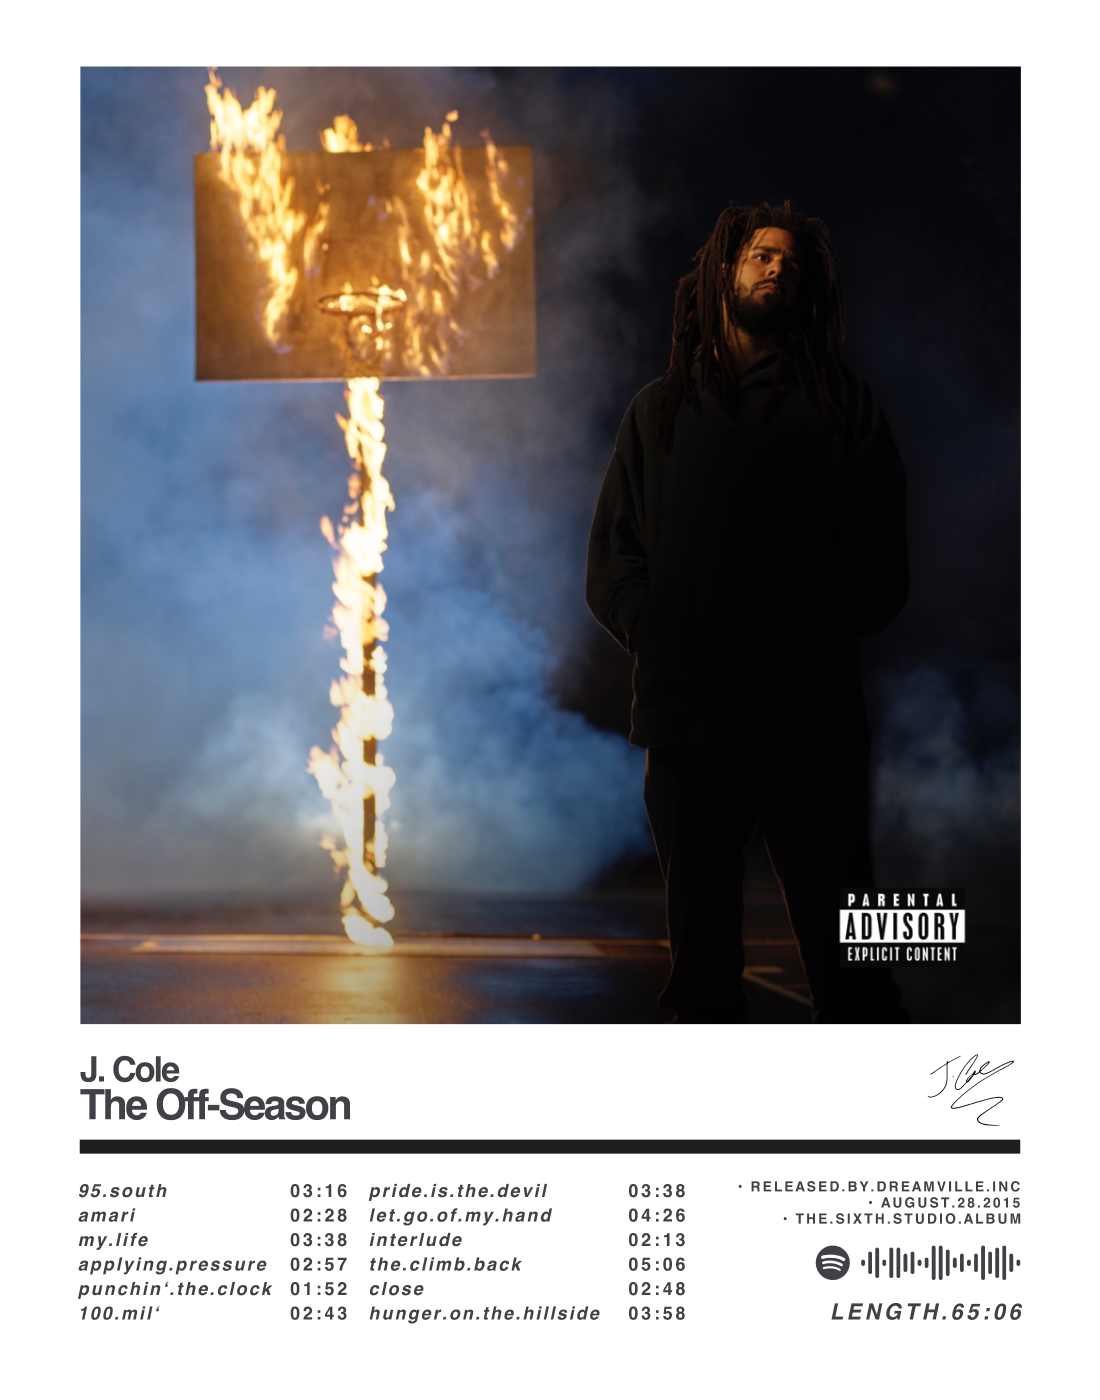 PARENTAL
ADVISORY
EXPLICIT CONTENT
J. Cole
The Off-Season
J. Cole
95.south 03:16
amari 02:28
my.life 03:38
applying.pressure 02:57
punchin‘.the.clock 01:52
100.mil‘ 02:43
pride.is.the.devil 03:38
let.go.of.my.hand 04:26
interlude 02:13
the.climb.back 05:06
close 02:48
hunger.on.the.hillside 03:58
· RELEASED.BY.DREAMVILLE.INC
· AUGUST.28.2015
· THE.SIXTH.STUDIO.ALBUM
LENGTH.65:06